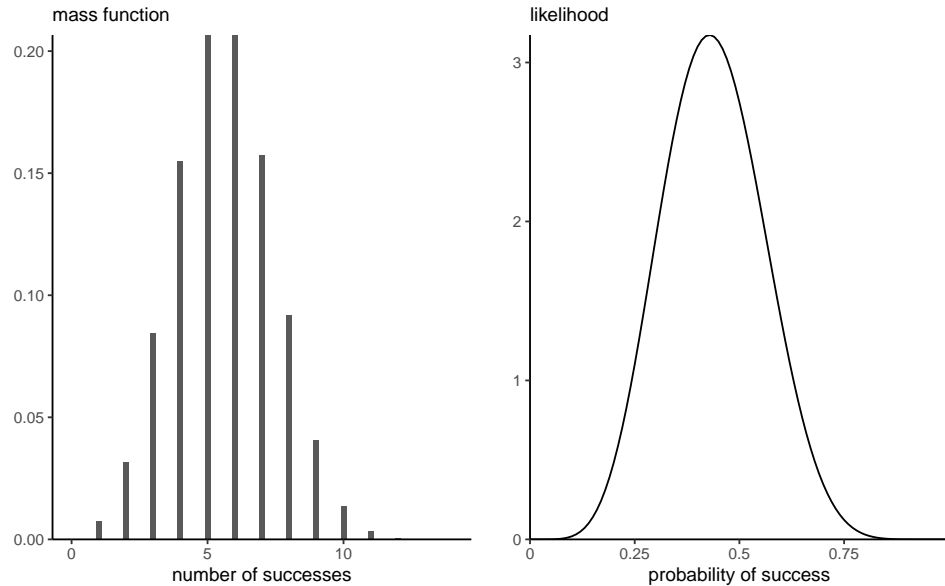 mass function
0.20
0.15
0.10
0.05
0.00
0 5 10
number of successes
likelihood
3
2
1
0
0 0.25 0.5 0.75
probability of success